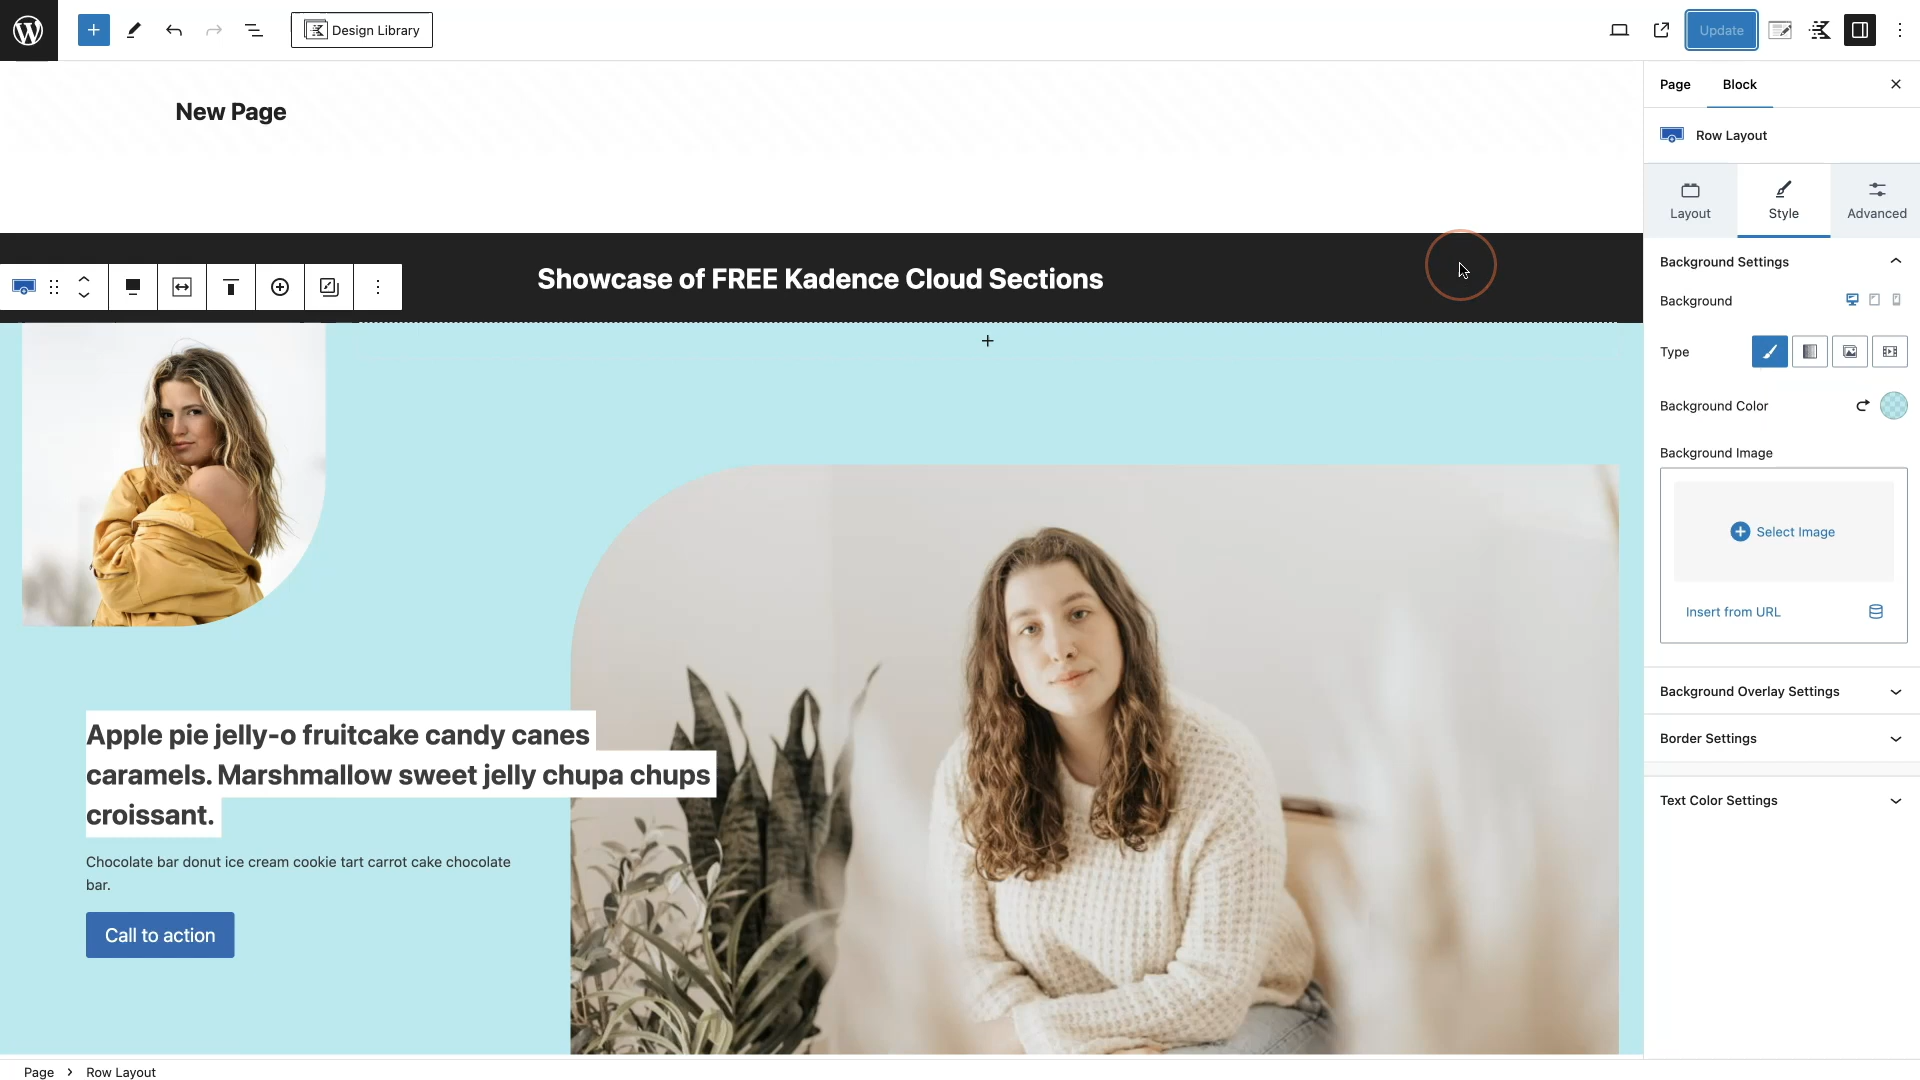 Design Library
Update
New Page
Showcase of FREE Kadence Cloud Sections
Apple pie jelly-o fruitcake candy canes
caramels. Marshmallow sweet jelly chupa chups
croissant.
Chocolate bar donut ice cream cookie tart carrot cake chocolate
bar.
Call to action
Page
Block
Row Layout
Layout
Style
Advanced
Background Settings
Background
Type
Background Color
Background Image
Select Image
Insert from URL
Background Overlay Settings
Border Settings
Text Color Settings
Page > Row Layout